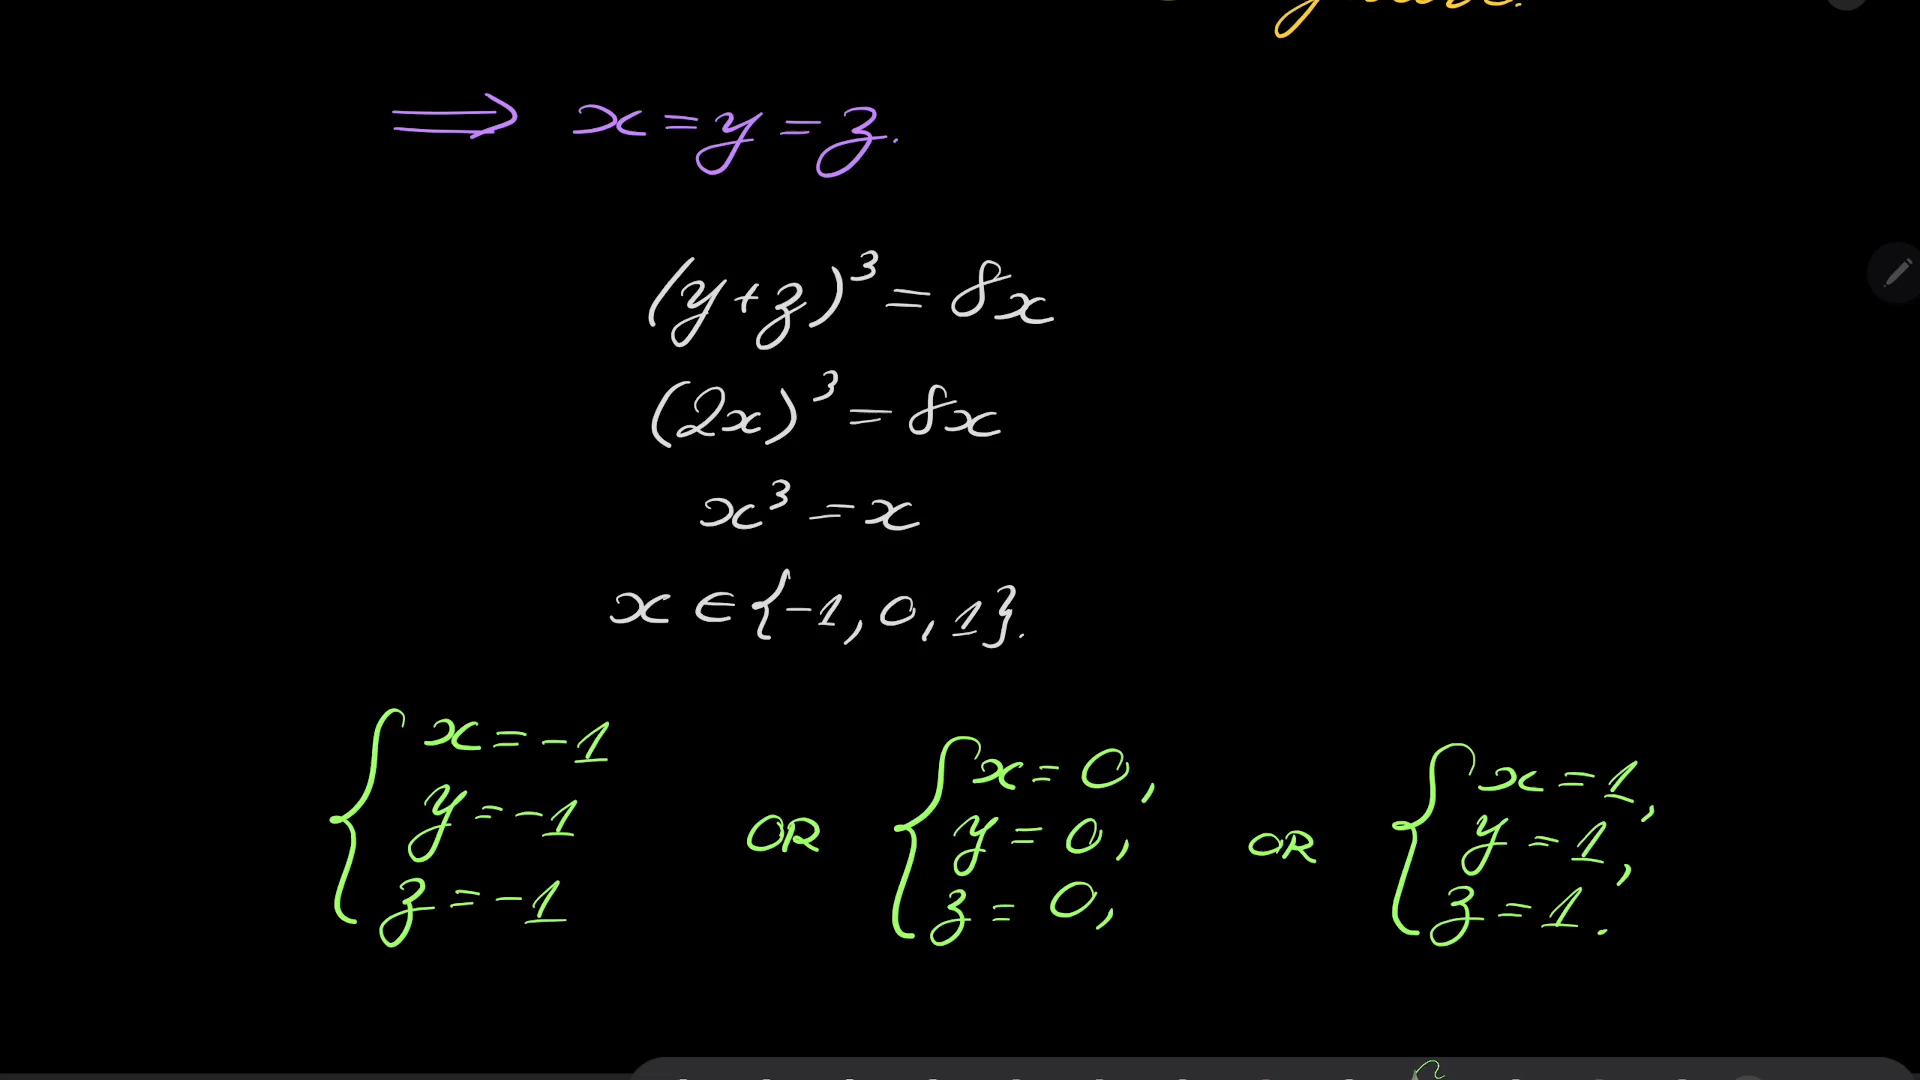 ⟹ x = y = z.
(y+z)³ = 8x
(2x)³ = 8x
x³ = x
x ∈ {-1, 0, 1}.
{ x = -1 y = -1 z = -1 OR { x = 0, y = 0, z = 0, OR { x = 1, y = 1, z = 1.